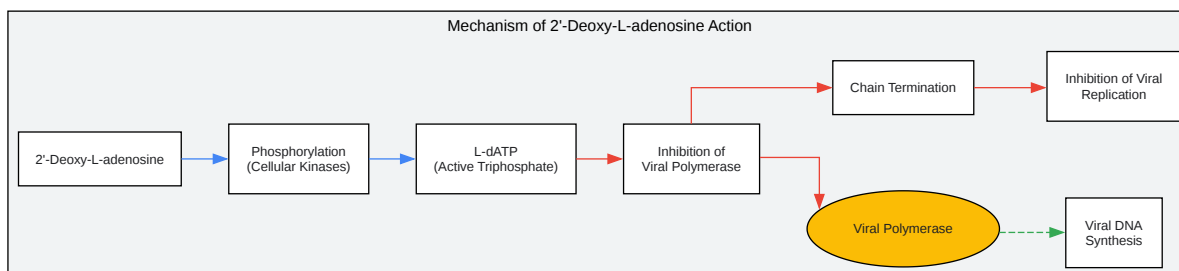 Mechanism of 2'-Deoxy-L-adenosine Action
2'-Deoxy-L-adenosine
Phosphorylation
(Cellular Kinases)
L-dATP
(Active Triphosphate)
Inhibition of
Viral Polymerase
Chain Termination
Inhibition of Viral
Replication
Viral Polymerase
Viral DNA
Synthesis